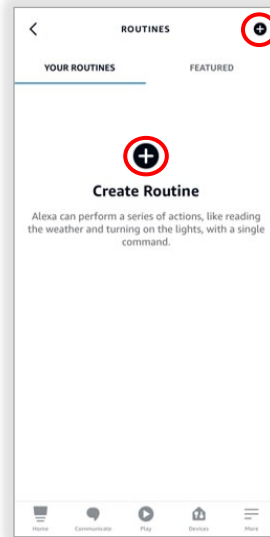 ROUTINES
YOUR ROUTINES FEATURED
Create Routine
Alexa can perform a series of actions, like reading
the weather and turning on the lights, with a single
command.
Home Communicate Play Devices More